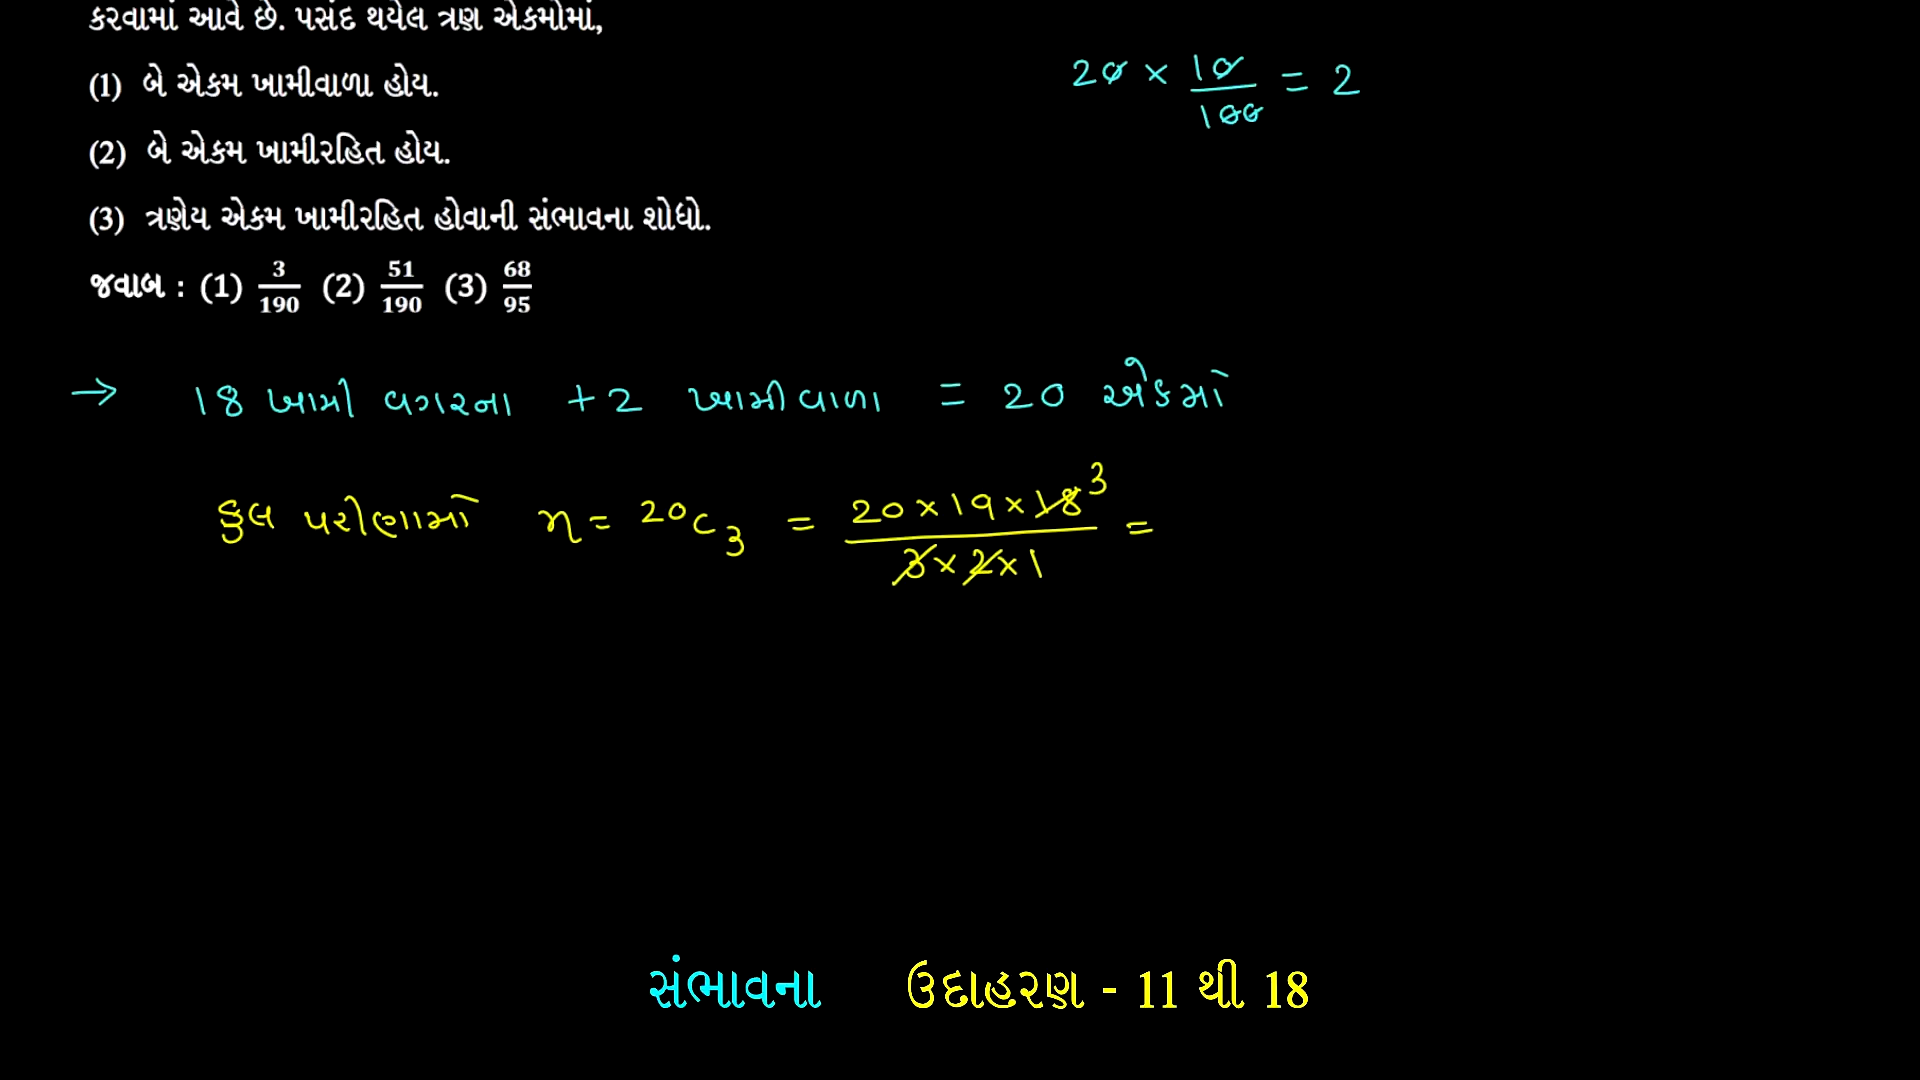 કરવામાં આવે છે. પસંદ થયેલ ત્રણ એકમોમાં,
20 × 10/100 = 2
(1) બે એકમ ખામીવાળા હોય.
(2) બે એકમ ખામીરહિત હોય.
(3) ત્રણેય એકમ ખામીરહિત હોવાની સંભાવના શોધો.
જવાબ : (1) 3/190 (2) 51/190 (3) 68/95
→ 18 ખામી વગરના + 2 ખામીવાળા = 20 એકમો
કુલ પરીણામો n = ²⁰C₃ = 20×19×18 3/3×2×1 =
સંભાવના ઉદાહરણ - 11 થી 18